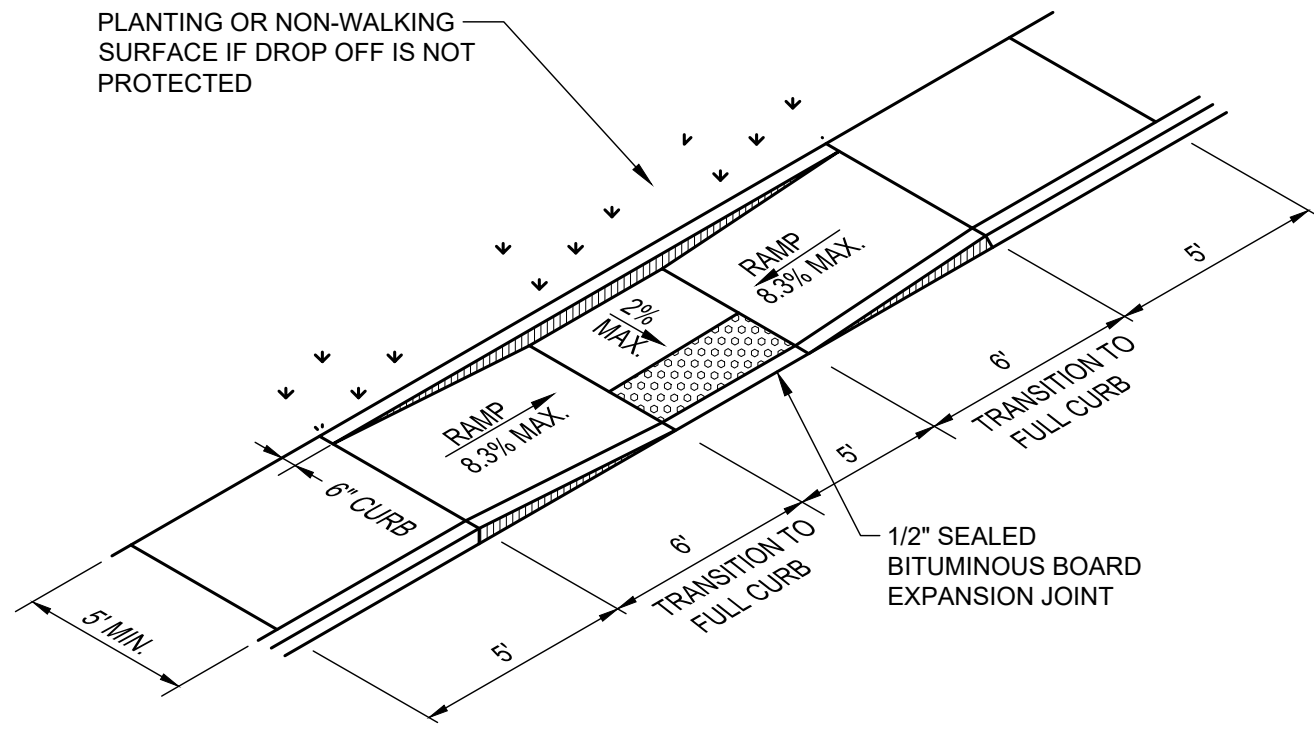 PLANTING OR NON-WALKING
SURFACE IF DROP OFF IS NOT
PROTECTED
RAMP
8.3% MAX.
2%
MAX.
RAMP
8.3% MAX.
6" CURB
5' MIN.
5'
6'
TRANSITION TO
FULL CURB
5'
6'
TRANSITION TO
FULL CURB
5'
1/2" SEALED
BITUMINOUS BOARD
EXPANSION JOINT